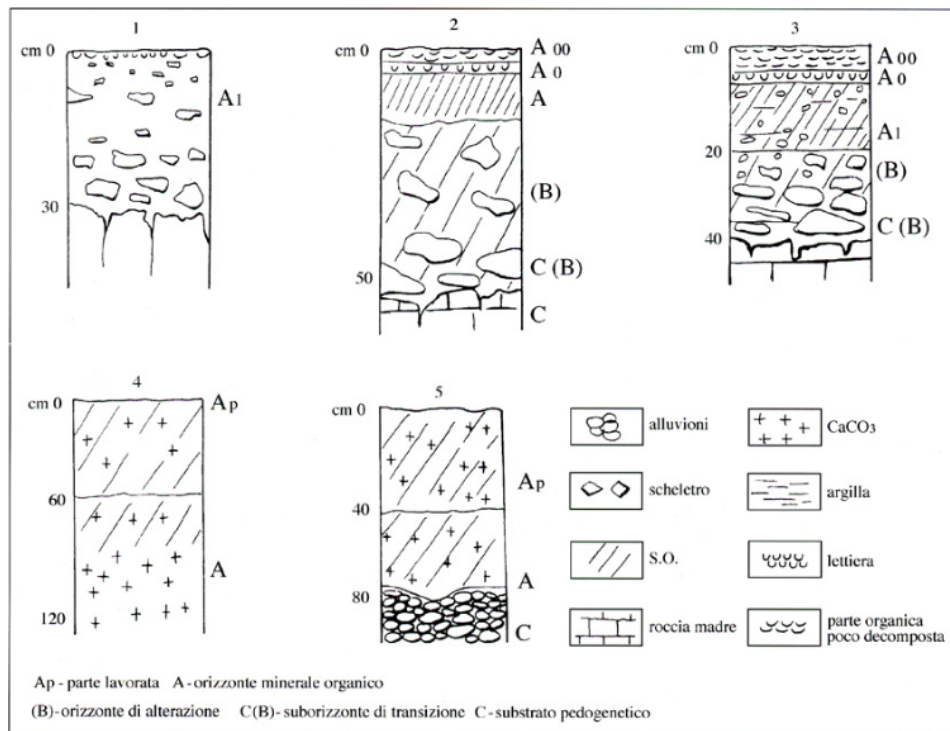 1
cm 0
A1
30
2
cm 0
A 00
A 0
A
(B)
50
C (B)
C
3
cm 0
A 00
A 0
A1
20
(B)
C (B)
40
4
cm 0
Ap
60
A
120
5
cm 0
Ap
40
A
80
C
alluvioni
CaCO3
scheletro
argilla
S.O.
lettiera
roccia madre
parte organica
poco decomposta
Ap - parte lavorata A - orizzonte minerale organico
(B) - orizzonte di alterazione C(B) - suborizzonte di transizione C - substrato pedogenetico